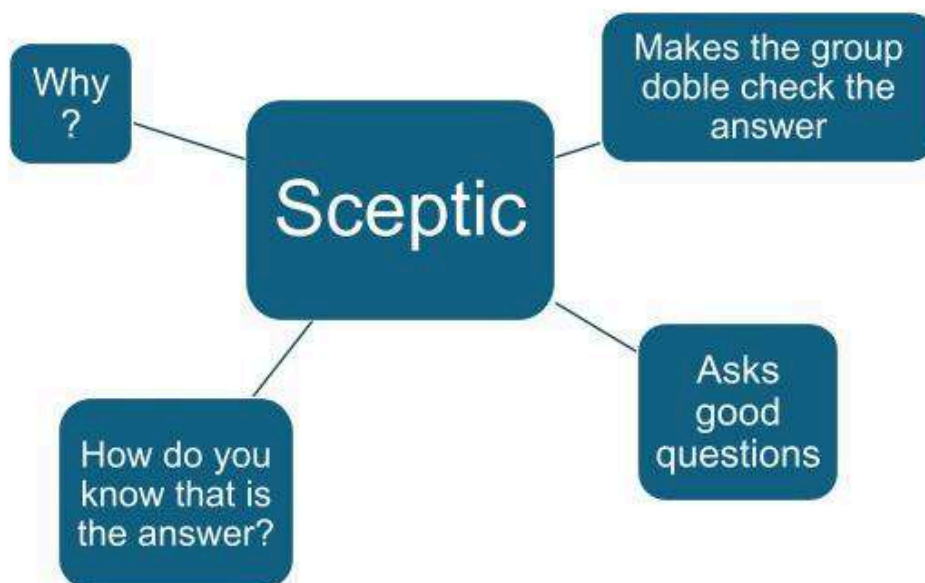 Why
?
Makes the group
doble check the
answer
Sceptic
Asks
good
questions
How do you
know that is
the answer?